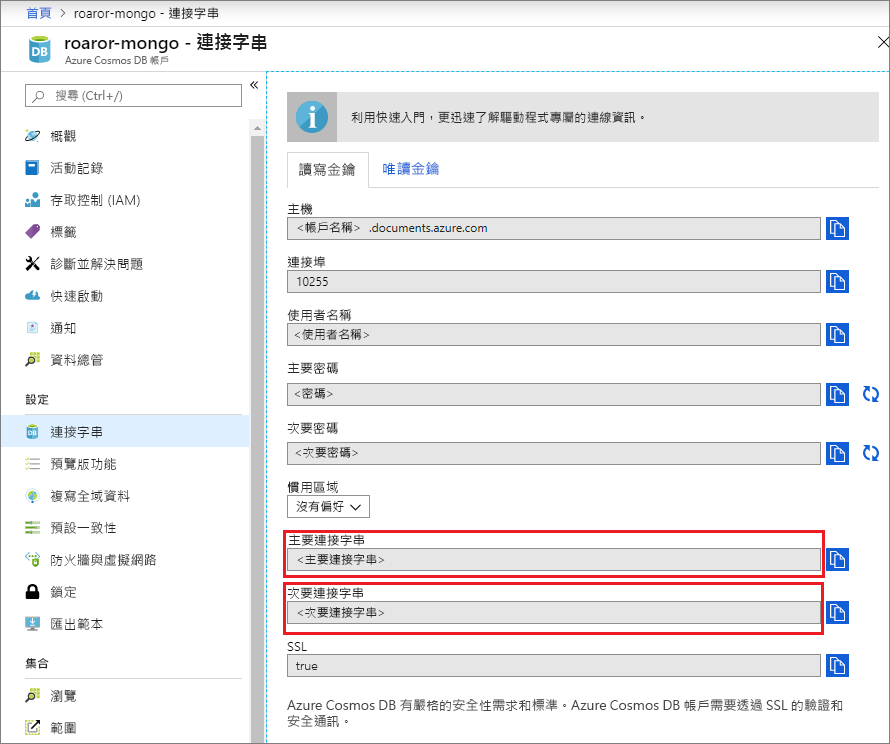 首頁 > roaror-mongo - 連接字串
roaror-mongo - 連接字串
Azure Cosmos DB 帳戶
搜尋 (Ctrl+/)
概觀
活動記錄
存取控制 (IAM)
標籤
診斷並解決問題
快速啟動
通知
資料總管
設定
連接字串
預覽版功能
複寫全域資料
預設一致性
防火牆與虛擬網路
鎖定
匯出範本
集合
瀏覽
範圍
利用快速入門，更迅速了解驅動程式專屬的連線資訊。
讀寫金鑰 唯讀金鑰
主機
<帳戶名稱> .documents.azure.com
連接埠
10255
使用者名稱
<使用者名稱>
主要密碼
<密碼>
次要密碼
<次要密碼>
慣用區域
沒有偏好
主要連接字串
<主要連接字串>
次要連接字串
<次要連接字串>
SSL
true
Azure Cosmos DB 有嚴格的安全性需求和標準。Azure Cosmos DB 帳戶需要透過 SSL 的驗證和
安全通訊。